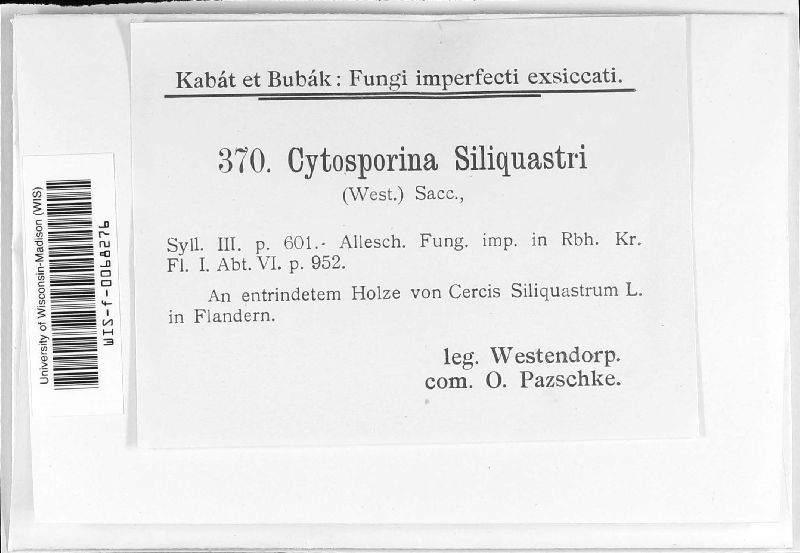 Kabát et Bubák: Fungi imperfecti exsiccati.
370. Cytosporina Siliquastri
(West.) Sacc.,
Syll. III. p. 601.- Allesch. Fung. imp. in Rbh. Kr.
Fl. I. Abt. VI. p. 952.
An entrindetem Holze von Cercis Siliquastrum L.
in Flandern.
leg. Westendorp.
com. O. Pazschke.
University of Wisconsin-Madison (WIS)
WIS-f-0068276